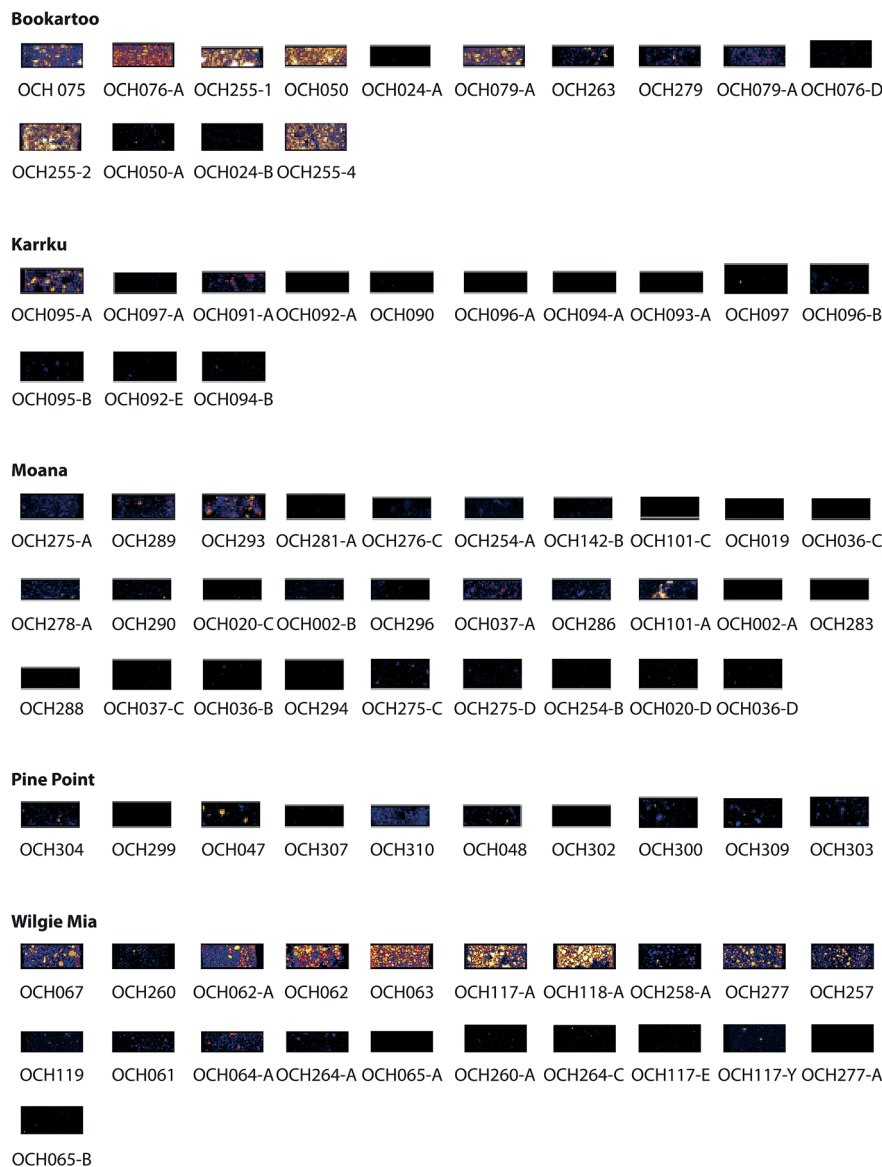 Bookartoo
OCH 075 OCH076-A OCH255-1 OCH050 OCH024-A OCH079-A OCH263 OCH279 OCH079-A OCH076-D
OCH255-2 OCH050-A OCH024-B OCH255-4
Karrku
OCH095-A OCH097-A OCH091-A OCH092-A OCH090 OCH096-A OCH094-A OCH093-A OCH097 OCH096-B
OCH095-B OCH092-E OCH094-B
Moana
OCH275-A OCH289 OCH293 OCH281-A OCH276-C OCH254-A OCH142-B OCH101-C OCH019 OCH036-C
OCH278-A OCH290 OCH020-C OCH002-B OCH296 OCH037-A OCH286 OCH101-A OCH002-A OCH283
OCH288 OCH037-C OCH036-B OCH294 OCH275-C OCH275-D OCH254-B OCH020-D OCH036-D
Pine Point
OCH304 OCH299 OCH047 OCH307 OCH310 OCH048 OCH302 OCH300 OCH309 OCH303
Wilgie Mia
OCH067 OCH260 OCH062-A OCH062 OCH063 OCH117-A OCH118-A OCH258-A OCH277 OCH257
OCH119 OCH061 OCH064-A OCH264-A OCH065-A OCH260-A OCH264-C OCH117-E OCH117-Y OCH277-A
OCH065-B